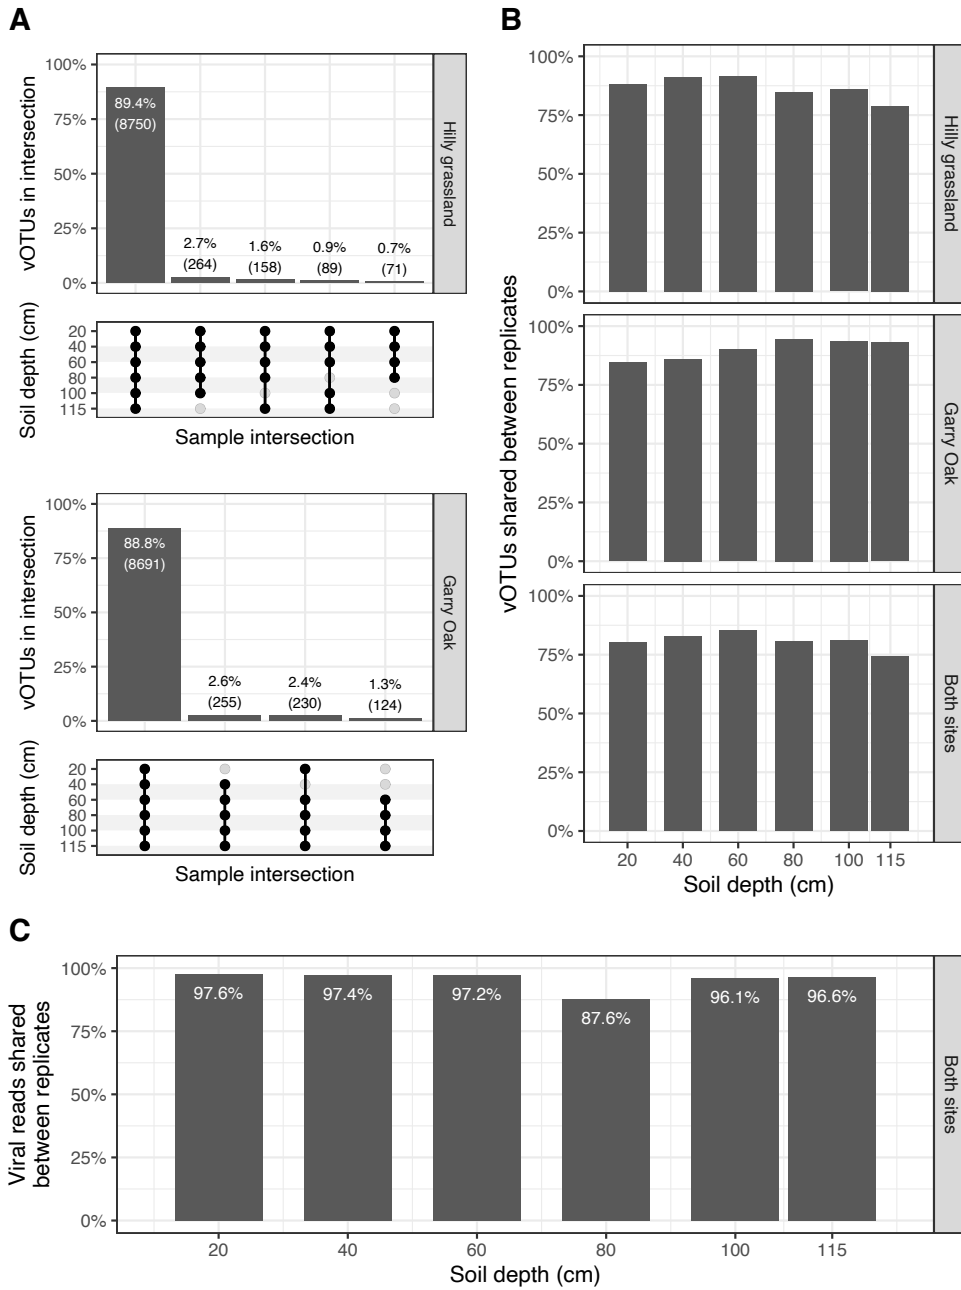 A
100%
75%
50%
25%
0%
vOTUs in intersection
89.4%
(8750)
2.7%
(264)
1.6%
(158)
0.9%
(89)
0.7%
(71)
Hilly grassland
Soil depth (cm)
20
40
60
80
100
115
Sample intersection
100%
75%
50%
25%
0%
vOTUs in intersection
88.8%
(8691)
2.6%
(255)
2.4%
(230)
1.3%
(124)
Garry Oak
Soil depth (cm)
20
40
60
80
100
115
Sample intersection
B
vOTUs shared between replicates
100%
75%
50%
25%
0%
Hilly grassland
100%
75%
50%
25%
0%
Garry Oak
100%
75%
50%
25%
0%
Both sites
20 40 60 80 100 115
Soil depth (cm)
C
Viral reads shared
between replicates
100%
75%
50%
25%
0%
97.6% 97.4% 97.2% 87.6% 96.1% 96.6%
Both sites
20 40 60 80 100 115
Soil depth (cm)